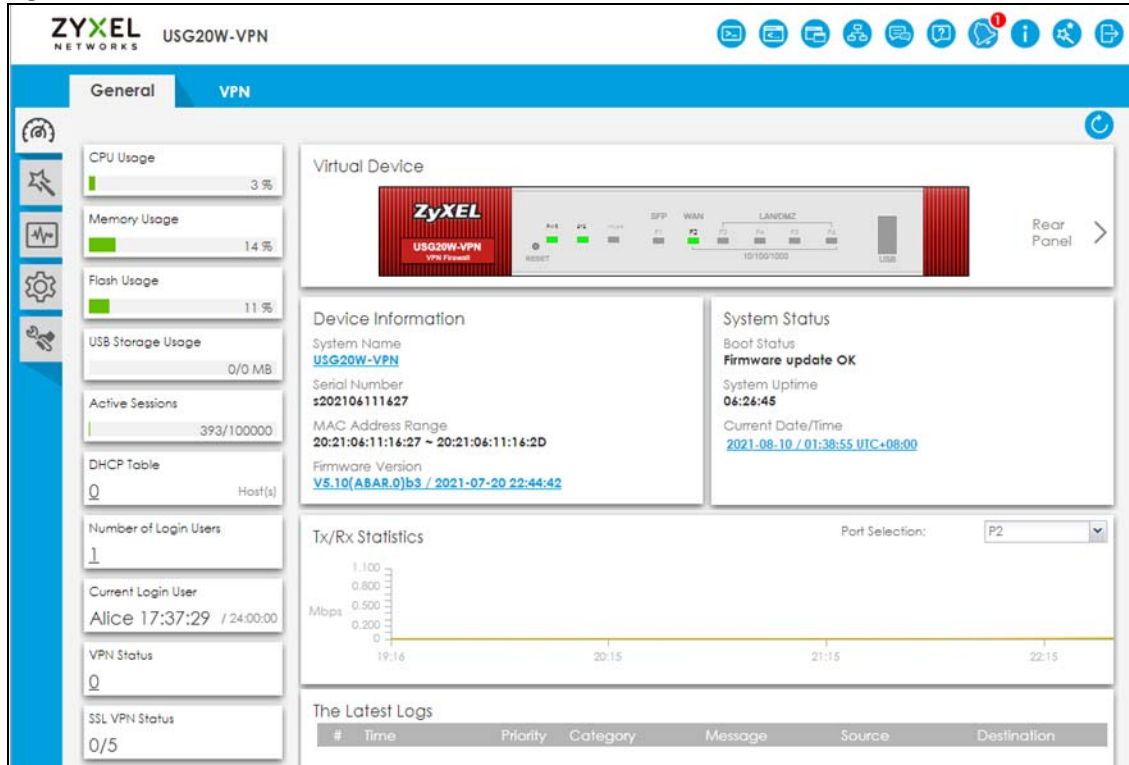 ZYXEL
NETWORKS
USG20W-VPN
1
General
VPN
CPU Usage
3 %
Memory Usage
14 %
Flash Usage
11 %
USB Storage Usage
0/0 MB
Active Sessions
393/100000
DHCP Table
0 Host(s)
Number of Login Users
1
Current Login User
Alice 17:37:29 / 24:00:00
VPN Status
0
SSL VPN Status
0/5
Virtual Device
ZyXEL
USG20W-VPN
VPN Firewall
RESET
SFP WAN LAN/DMZ
P1 P2 P3 P4
10/100/1000
USB
Rear
Panel
Device Information
System Name
USG20W-VPN
Serial Number
s202106111627
MAC Address Range
20:21:06:11:16:27 ~ 20:21:06:11:16:2D
Firmware Version
V5.10(ABAR.0)b3 / 2021-07-20 22:44:42
System Status
Boot Status
Firmware update OK
System Uptime
06:26:45
Current Date/Time
2021-08-10 / 01:38:55 UTC+08:00
Tx/Rx Statistics
Port Selection: P2
1.100
0.800
Mbps 0.500
0.200
0
19:16 20:15 21:15 22:15
The Latest Logs
# Time Priority Category Message Source Destination